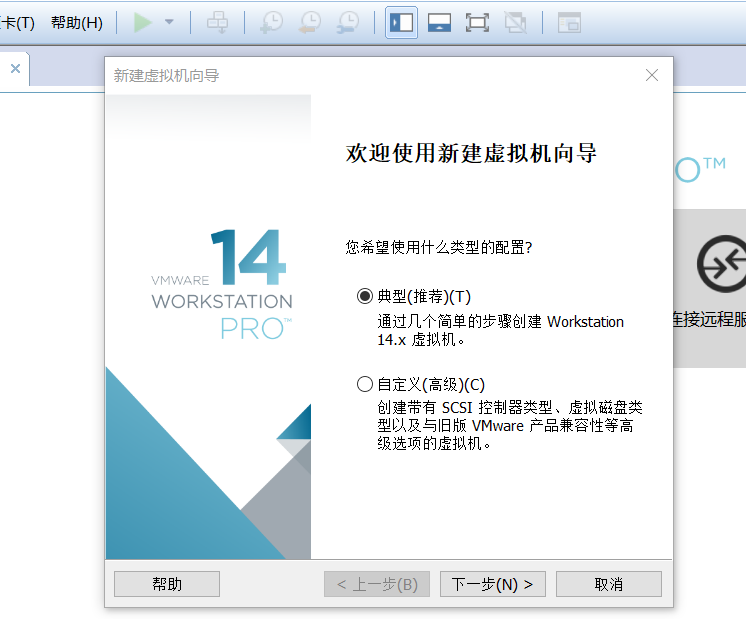 卡(T) 帮助(H)
新建虚拟机向导
欢迎使用新建虚拟机向导
O™
您希望使用什么类型的配置?
典型(推荐)(T)
通过几个简单的步骤创建 Workstation
14.x 虚拟机。
14
VMWARE
WORKSTATION
PRO™
连接远程服
自定义(高级)(C)
创建带有 SCSI 控制器类型、虚拟磁盘类
型以及与旧版 VMware 产品兼容性等高
级选项的虚拟机。
帮助
< 上一步(B)
下一步(N) >
取消